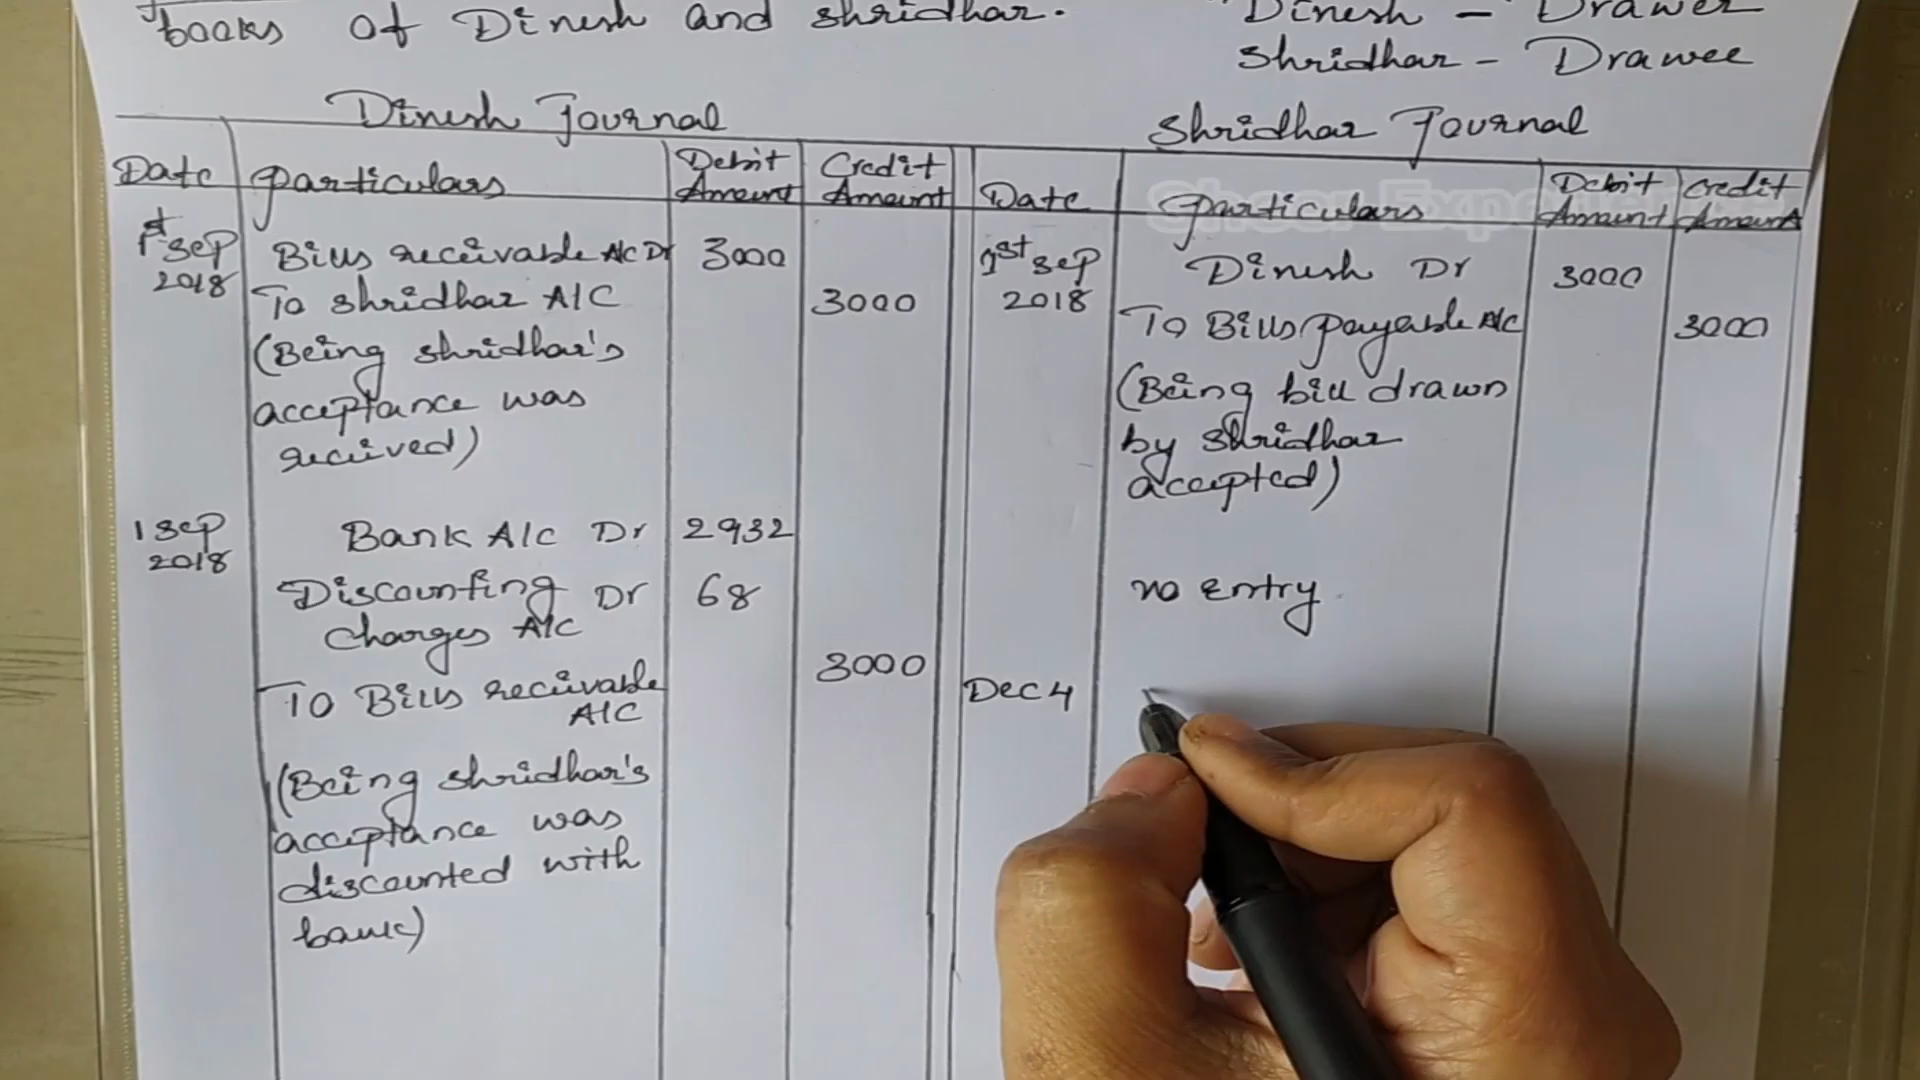 books of Dinesh and shridhar.
Dinesh - Drawer
Shridhar - Drawee
Dinesh Journal
Date Particulars Debit Amount Credit Amount
1st Sep 2018 Bills receivable A/C Dr 3000
To shridhar A/C 3000
(Being shridhar's
acceptance was
recieved)
1 Sep 2018 Bank A/C Dr 2932
Discounting Dr 68
Charges A/C
To Bills receivable 3000
A/C
(Being shridhar's
acceptance was
discounted with
bank)
Shridhar Journal
Date Particulars Debit Amount Credit Amount
1st Sep 2018 Dinesh Dr 3000
To Bills payable A/c 3000
(Being bill drawn
by Shridhar
accepted)
no Entry
Dec 4